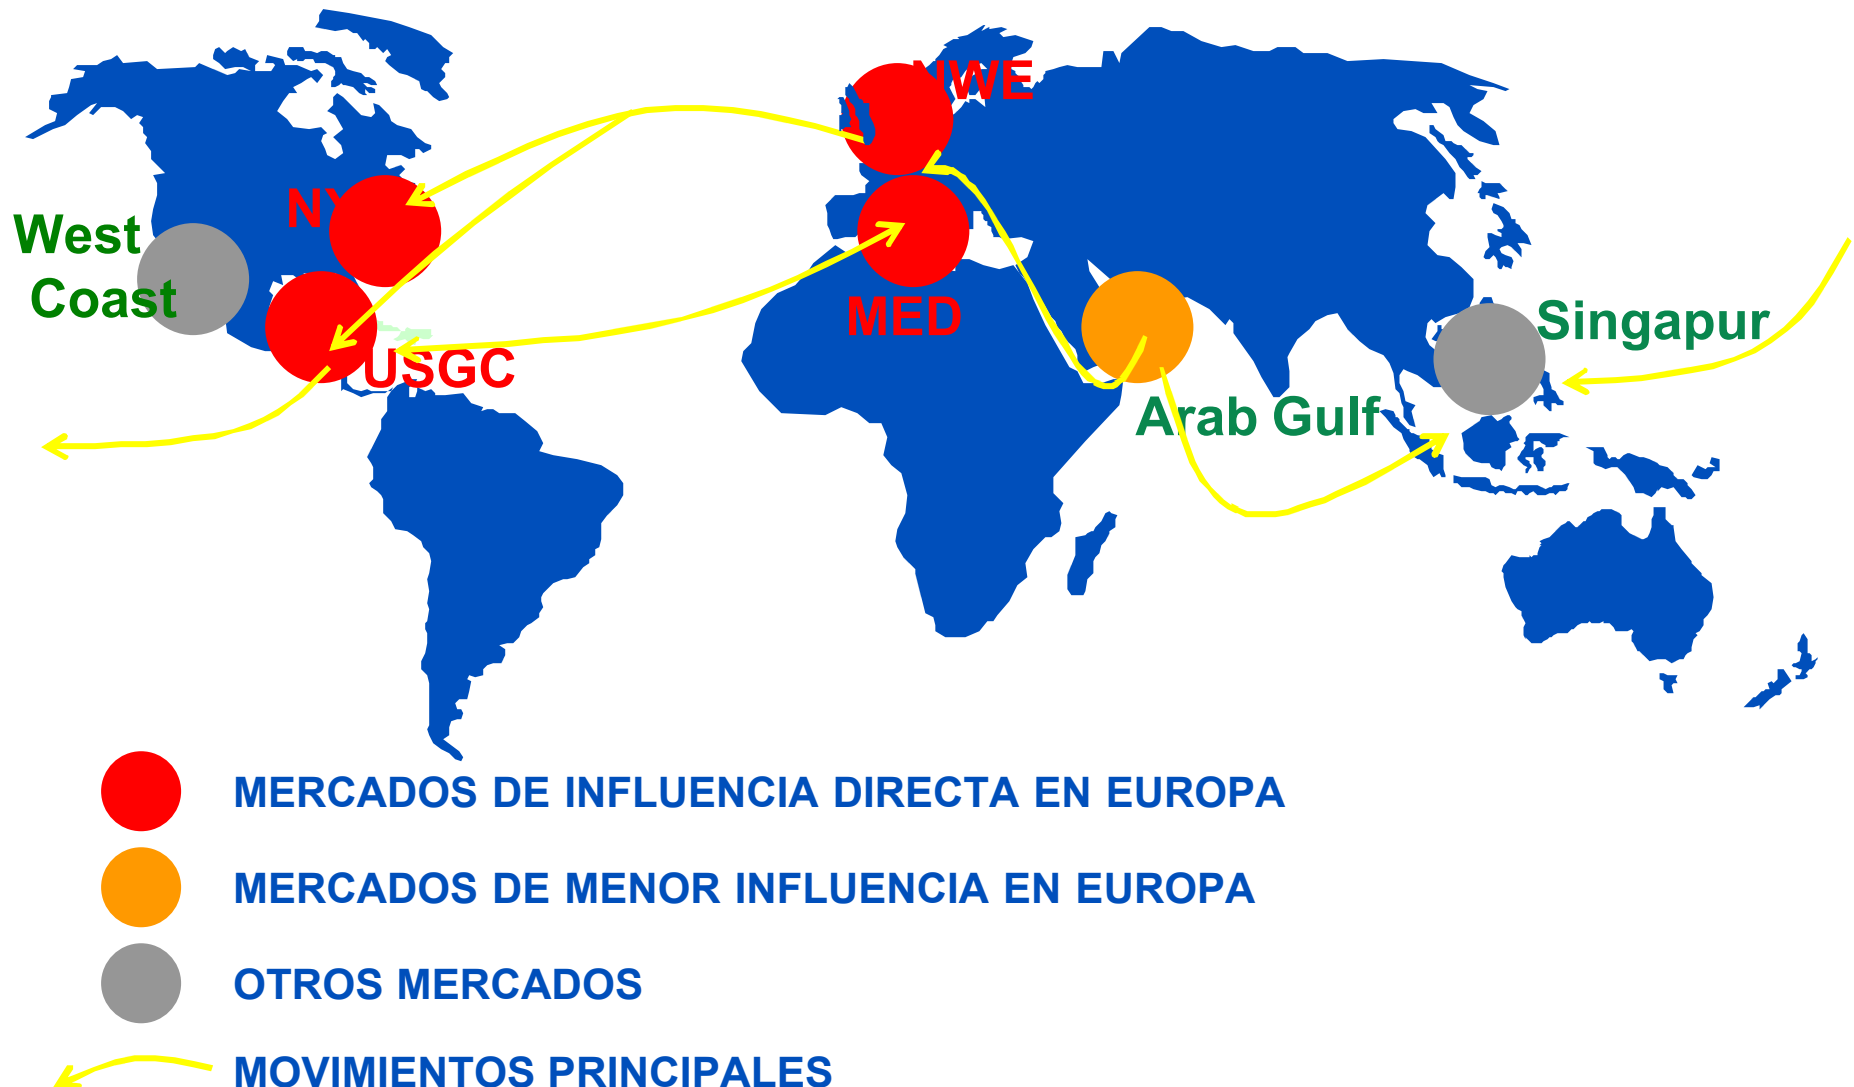 NWE
NY
West
Coast
MED
USGC
Singapur
Arab Gulf
MERCADOS DE INFLUENCIA DIRECTA EN EUROPA
MERCADOS DE MENOR INFLUENCIA EN EUROPA
OTROS MERCADOS
MOVIMIENTOS PRINCIPALES